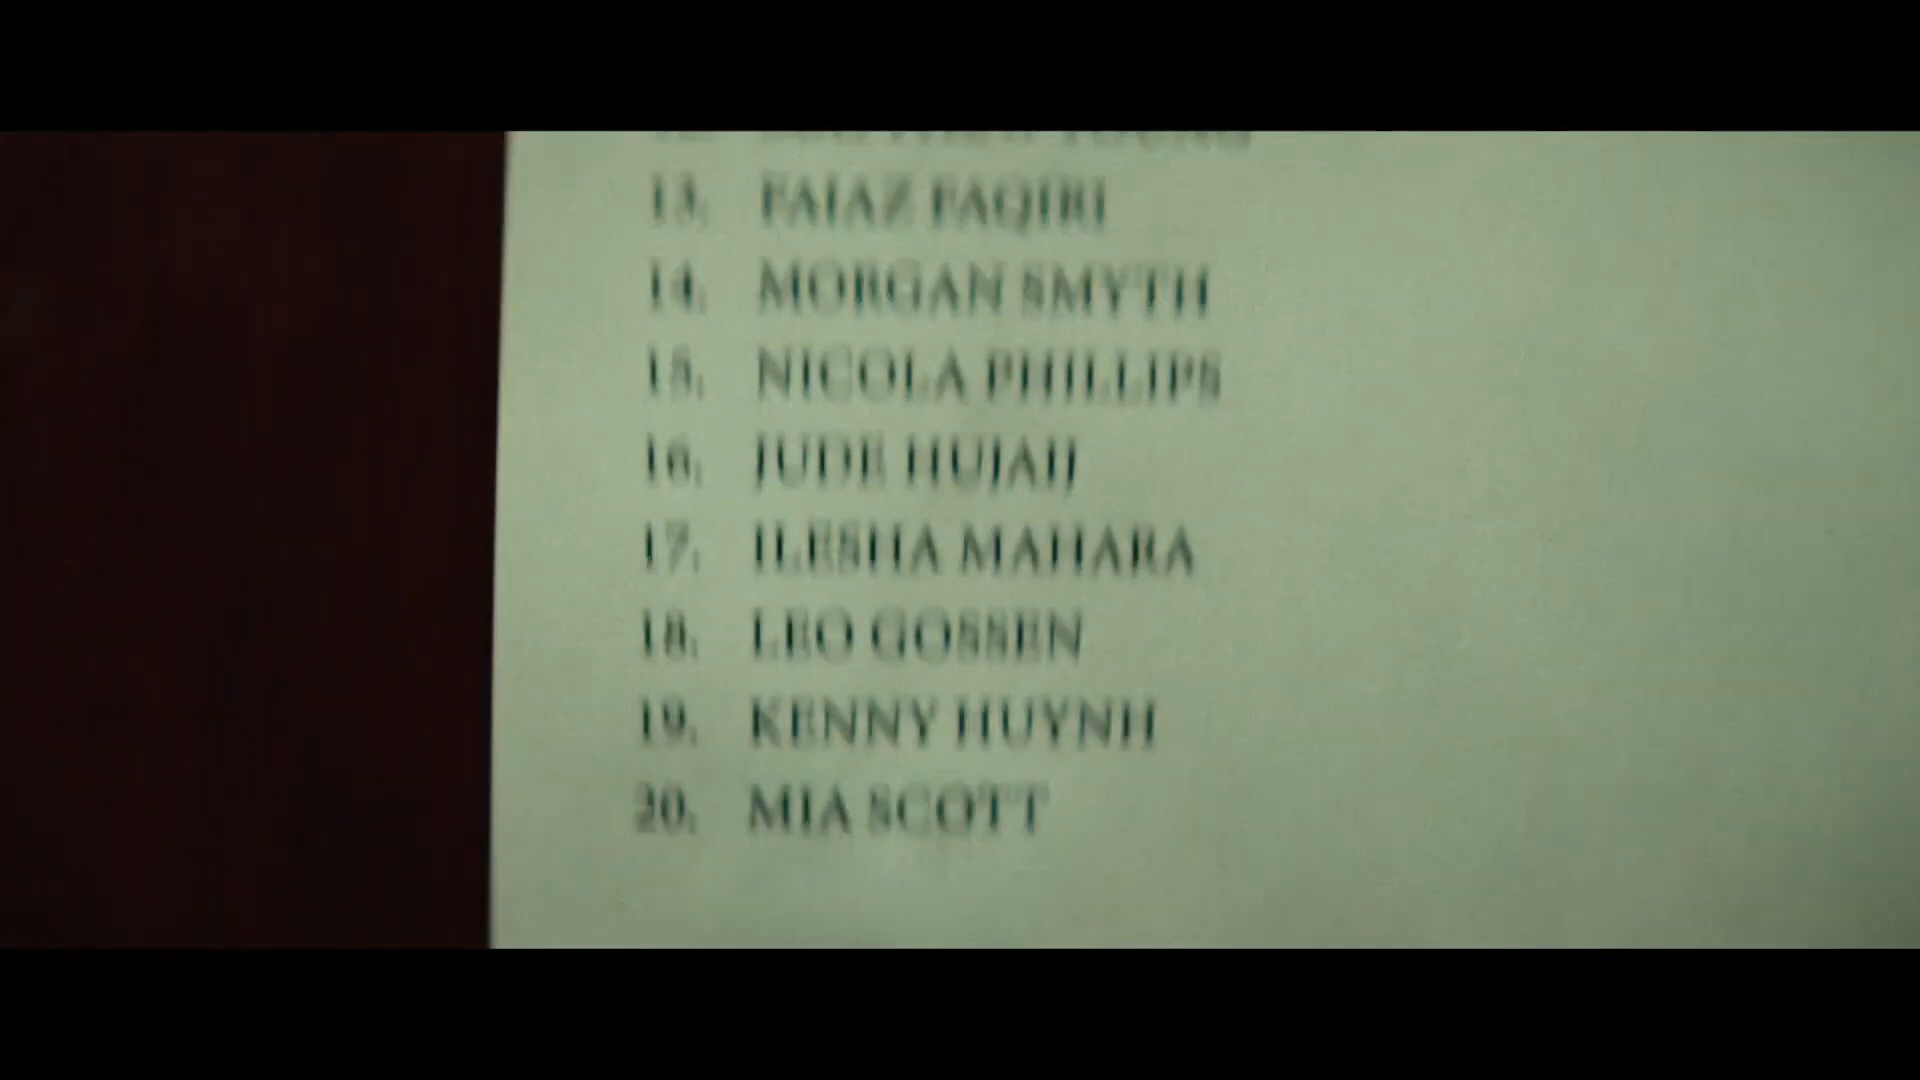 13. FAIAZ FAQIRI
14. MORGAN SMYTH
15. NICOLA PHILLIPS
16. JUDE HIJJAIJ
17. ILESHA MAHARA
18. LEO GOSSEN
19. KENNY HUYNH
20. MIA SCOTT